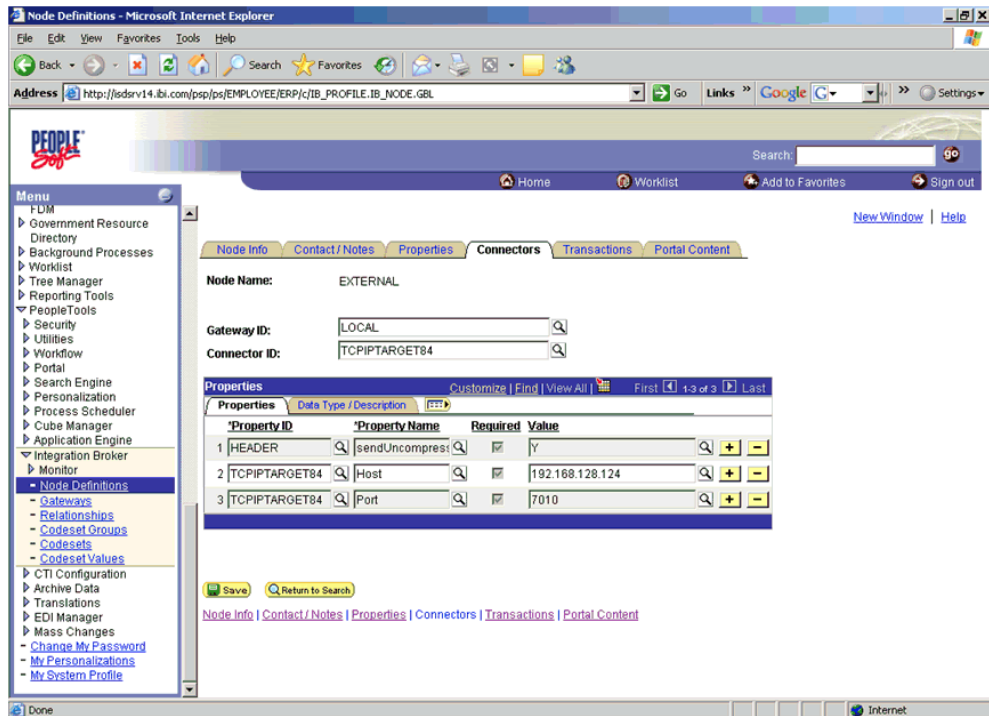 Node Definitions - Microsoft Internet Explorer
File Edit View Favorites Tools Help
Back Search Favorites
Address http://isdsrv14.ibi.com/psp/ps/EMPLOYEE/ERP/c/IB_PROFILE.IB_NODE.GBL Go Links » Google G » Settings
PEOPLE Soft
Search: go
Home Worklist Add to Favorites Sign out
Menu
FDM
Government Resource
Directory
Background Processes
Worklist
Tree Manager
Reporting Tools
PeopleTools
Security
Utilities
Workflow
Portal
Search Engine
Personalization
Process Scheduler
Cube Manager
Application Engine
Integration Broker
Monitor
- Node Definitions
- Gateways
- Relationships
- Codeset Groups
- Codesets
- Codeset Values
CTI Configuration
Archive Data
Translations
EDI Manager
Mass Changes
- Change My Password
- My Personalizations
- My System Profile
New Window | Help
Node Info Contact / Notes Properties Connectors Transactions Portal Content
Node Name: EXTERNAL
Gateway ID: LOCAL
Connector ID: TCPIPTARGET84
Properties Customize | Find | View All | First 1-3 of 3 Last
Properties Data Type / Description
*Property ID *Property Name Required Value
1 HEADER sendUncompres: Y + -
2 TCPIPTARGET84 Host 192.168.128.124 + -
3 TCPIPTARGET84 Port 7010 + -
Save Return to Search
Node Info | Contact / Notes | Properties | Connectors | Transactions | Portal Content
Done Internet